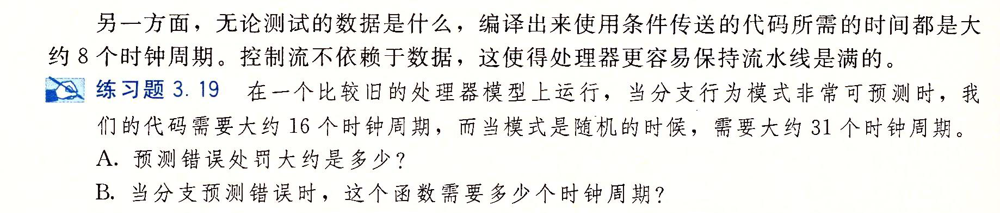 另一方面，无论测试的数据是什么，编译出来使用条件传送的代码所需的时间都是大
约 8 个时钟周期。控制流不依赖于数据，这使得处理器更容易保持流水线是满的。
练习题 3.19 在一个比较旧的处理器模型上运行，当分支行为模式非常可预测时，我
们的代码需要大约 16 个时钟周期，而当模式是随机的时候，需要大约 31 个时钟周期。
A. 预测错误处罚大约是多少？
B. 当分支预测错误时，这个函数需要多少个时钟周期？